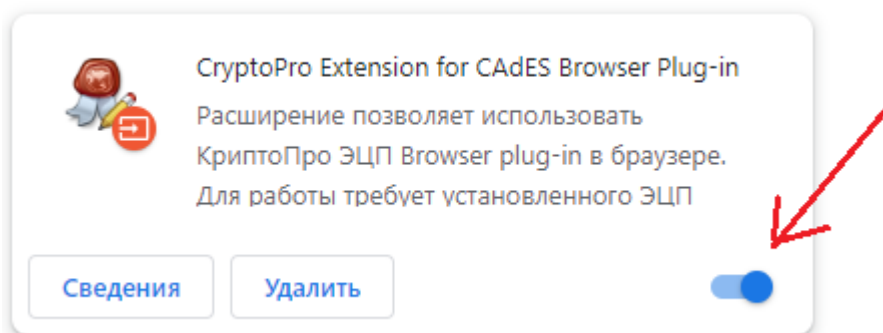 CryptoPro Extension for CAdES Browser Plug-in
Расширение позволяет использовать
КриптоПро ЭЦП Browser plug-in в браузере.
Для работы требует установленного ЭЦП
Сведения
Удалить